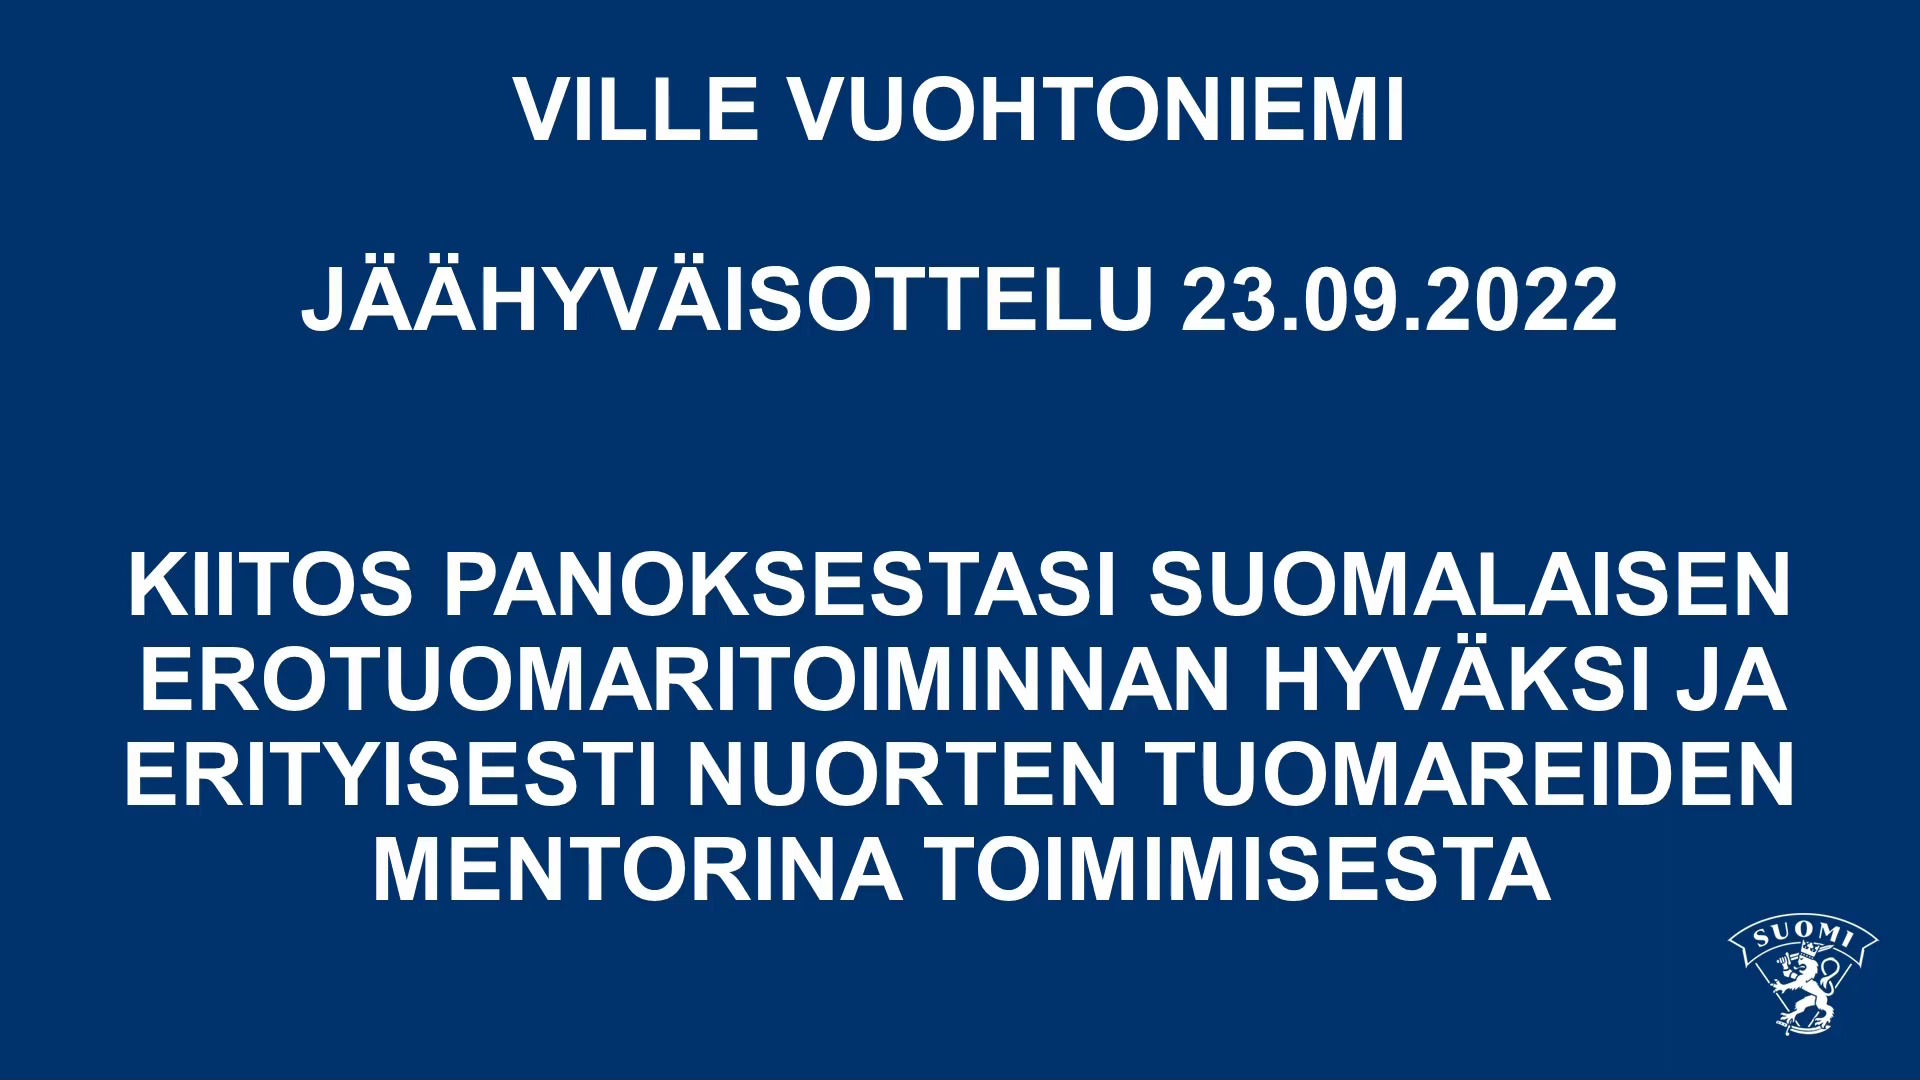 VILLE VUOHTONIEMI
JÄÄHYVÄISOTTELU 23.09.2022
KIITOS PANOKSESTASI SUOMALAISEN
EROTUOMARITOIMINNAN HYVÄKSI JA
ERITYISESTI NUORTEN TUOMAREIDEN
MENTORINA TOIMIMISESTA
SUOMI